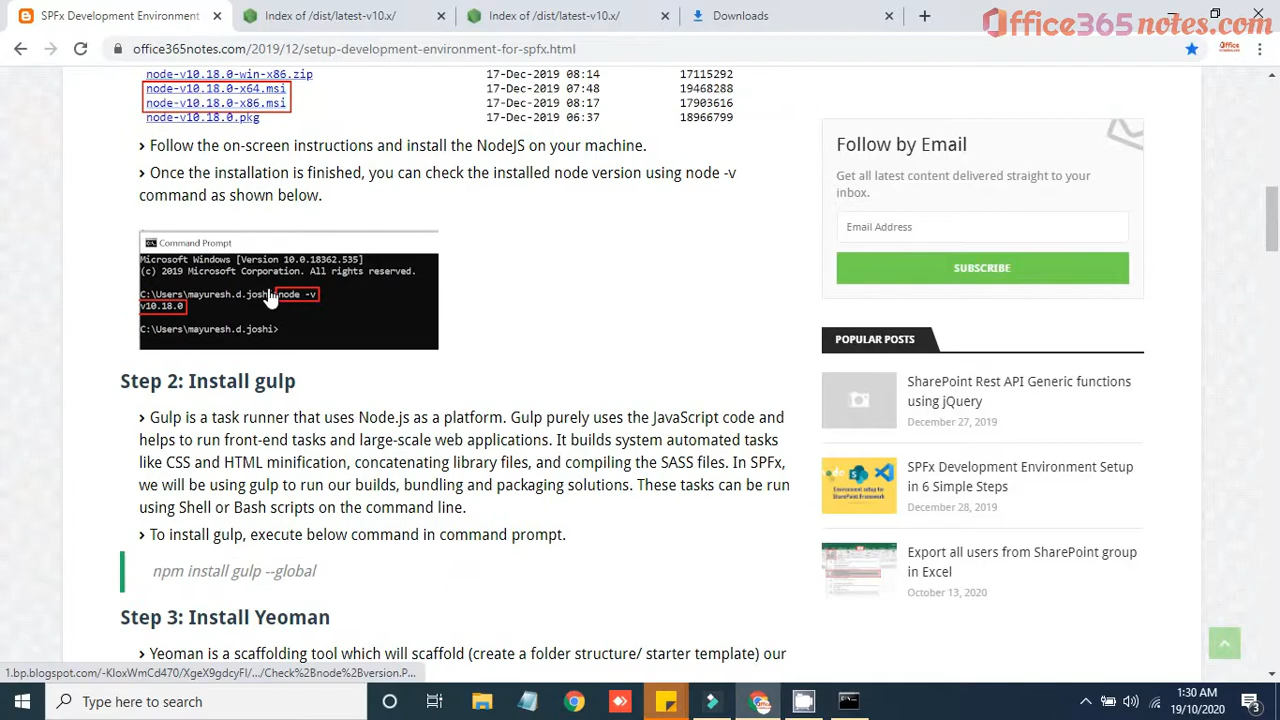 SPFx Development Environment
Index of /dist/latest-v10.x/
Index of /dist/latest-v10.x/
Downloads
Office365notes.com
office365notes.com/2019/12/setup-development-environment-for-spfx.html
node-v10.18.0-win-x86.zip 17-Dec-2019 08:14 17115292
node-v10.18.0-x64.msi 17-Dec-2019 07:48 19468288
node-v10.18.0-x86.msi 17-Dec-2019 08:17 17903616
node-v10.18.0.pkg 17-Dec-2019 06:37 18966799
Follow the on-screen instructions and install the NodeJS on your machine.
Once the installation is finished, you can check the installed node version using node -v
command as shown below.
Command Prompt
Microsoft Windows [Version 10.0.18362.535]
(c) 2019 Microsoft Corporation. All rights reserved.
C:\Users\mayuresh.d.joshi>node -v
v10.18.0
C:\Users\mayuresh.d.joshi>
Step 2: Install gulp
Gulp is a task runner that uses Node.js as a platform. Gulp purely uses the JavaScript code and
helps to run front-end tasks and large-scale web applications. It builds system automated tasks
like CSS and HTML minification, concatenating library files, and compiling the SASS files. In SPFx,
we will be using gulp to run our builds, bundling and packaging solutions. These tasks can be run
using Shell or Bash scripts on the command line.
To install gulp, execute below command in command prompt.
npm install gulp --global
Step 3: Install Yeoman
Yeoman is a scaffolding tool which will scaffold (create a folder structure/ starter template) our
Follow by Email
Get all latest content delivered straight to your
inbox.
Email Address
SUBSCRIBE
POPULAR POSTS
SharePoint Rest API Generic functions
using jQuery
December 27, 2019
Environment setup for
SharePoint Framework
SPFx Development Environment Setup
in 6 Simple Steps
December 28, 2019
Export all users from SharePoint group
in Excel
October 13, 2020
1.bp.blogspot.com/-KloxWmCd470/XgeX9gdcyFI/.../Check%2Bnode%2Bversion.P...
Type here to search
1:30 AM
19/10/2020
3